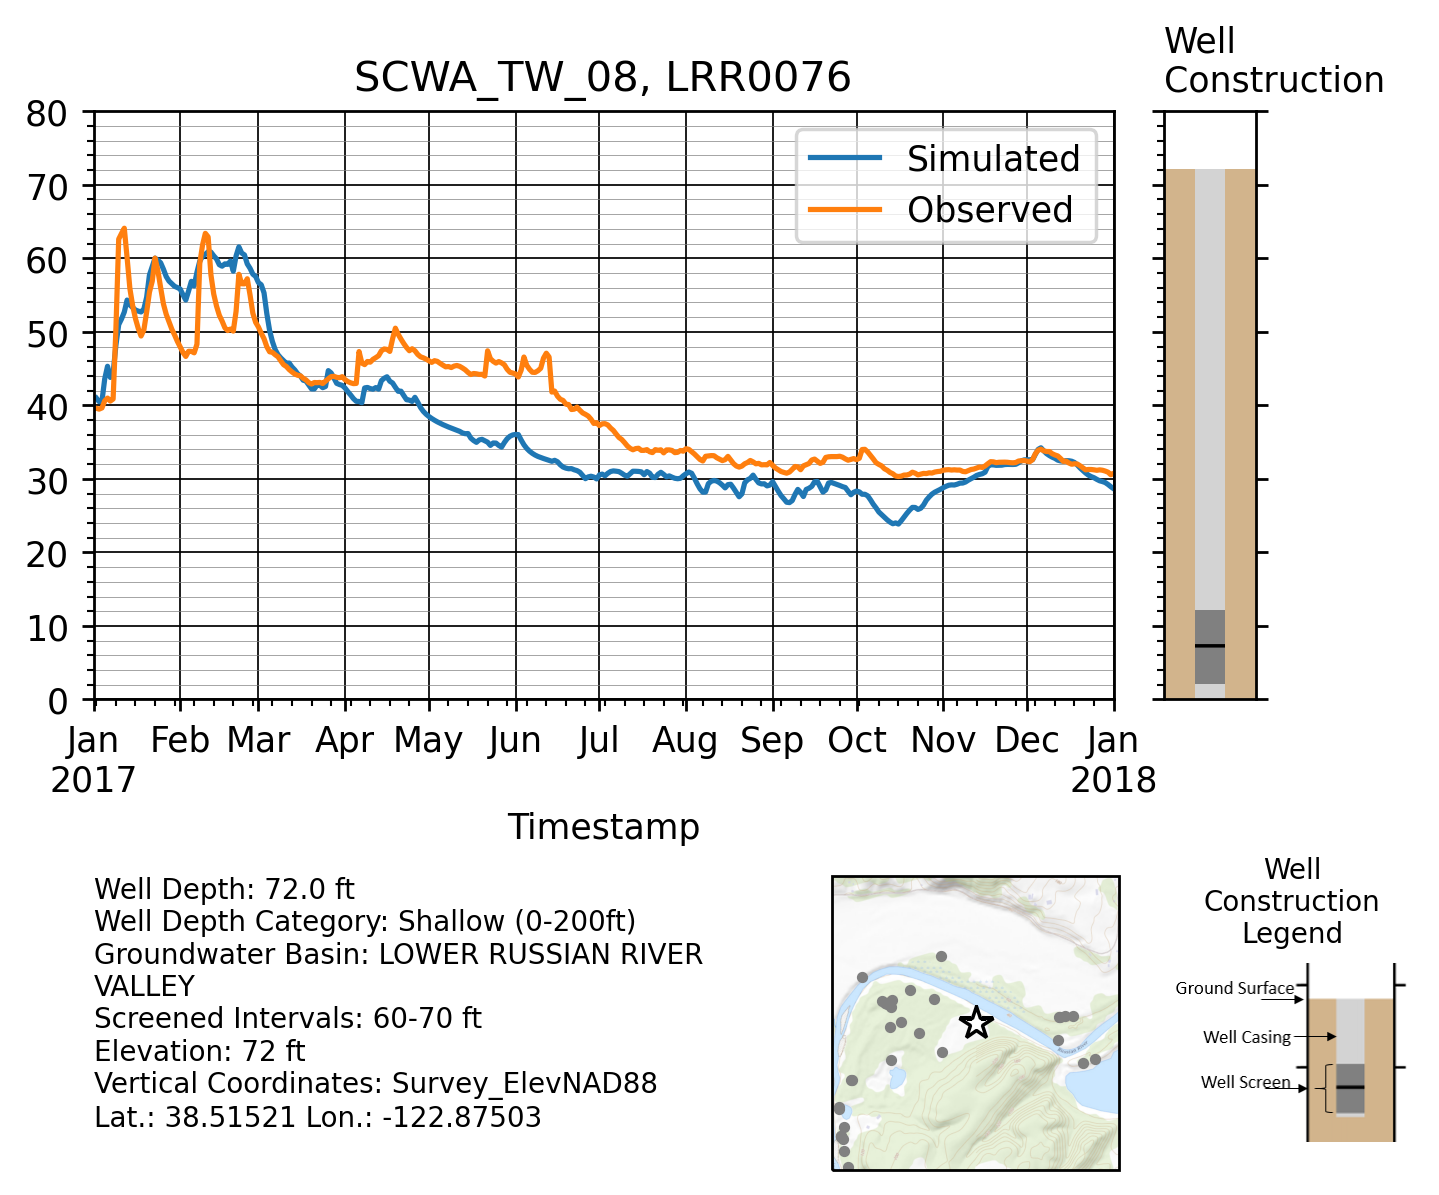 Well
Construction
SCWA_TW_08, LRR0076
80
70
60
50
40
30
20
10
0
Simulated
Observed
Jan Feb Mar Apr May Jun Jul Aug Sep Oct Nov Dec Jan
2017 2018
Timestamp
Well Depth: 72.0 ft
Well Depth Category: Shallow (0-200ft)
Groundwater Basin: LOWER RUSSIAN RIVER
VALLEY
Screened Intervals: 60-70 ft
Elevation: 72 ft
Vertical Coordinates: Survey_ElevNAD88
Lat.: 38.51521 Lon.: -122.87503
Russian River
Well
Construction
Legend
Ground Surface
Well Casing
Well Screen